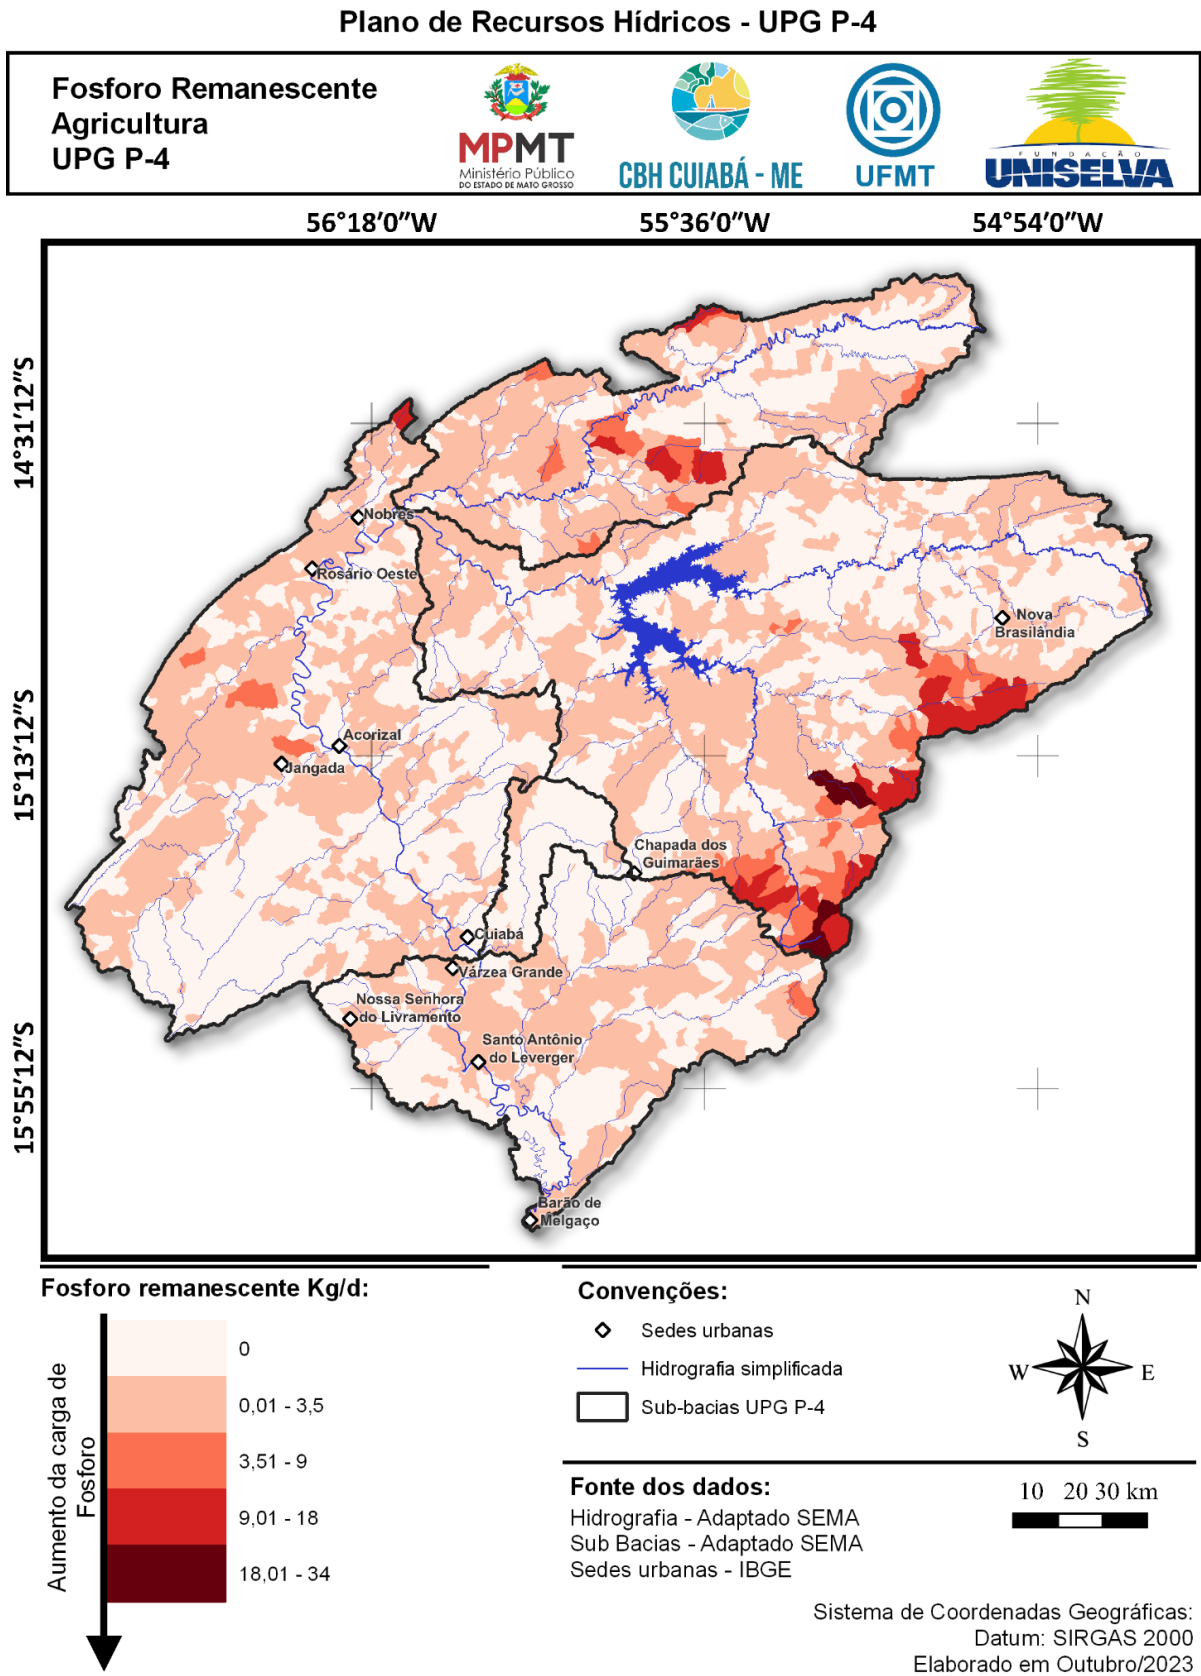 Plano de Recursos Hídricos - UPG P-4
Fosforo Remanescente
Agricultura
UPG P-4
MPMT
Ministério Público
DO ESTADO DE MATO GROSSO
CBH CUIABÁ - ME
UFMT
FUNDAÇÃO
UNISELVA
56°18'0"W
55°36'0"W
54°54'0"W
14°31'12"S
15°13'12"S
15°55'12"S
Nobres
Rosário Oeste
Nova
Brasilândia
Acorizal
Jangada
Chapada dos
Guimarães
Cuiabá
Várzea Grande
Nossa Senhora
do Livramento
Santo Antônio
do Leverger
Barão de
Melgaço
Fosforo remanescente Kg/d:
Aumento da carga de
Fosforo
0
0,01 - 3,5
3,51 - 9
9,01 - 18
18,01 - 34
Convenções:
Sedes urbanas
Hidrografia simplificada
Sub-bacias UPG P-4
N
W
E
S
Fonte dos dados:
Hidrografia - Adaptado SEMA
Sub Bacias - Adaptado SEMA
Sedes urbanas - IBGE
10 20 30 km
Sistema de Coordenadas Geográficas:
Datum: SIRGAS 2000
Elaborado em Outubro/2023